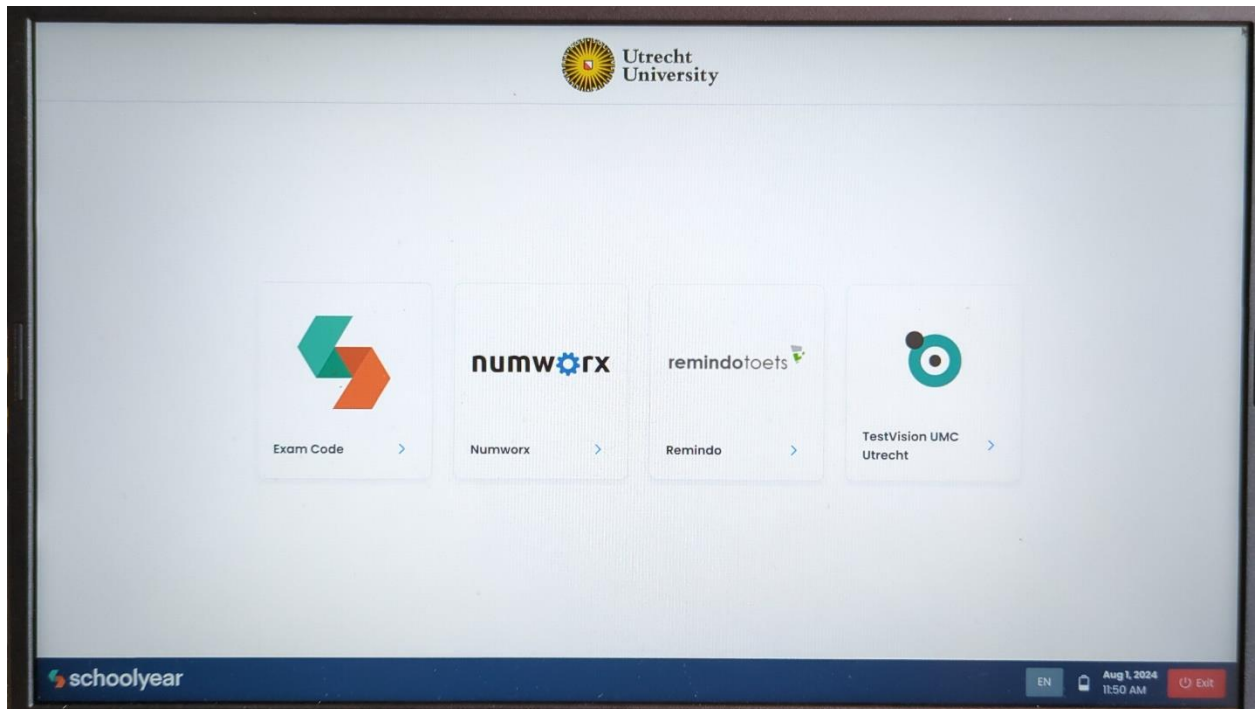 Utrecht
University
numworx
remindotoets
Exam Code
Numworx
Remindo
TestVision UMC
Utrecht
schoolyear
EN
Aug 1, 2024
11:50 AM
Exit